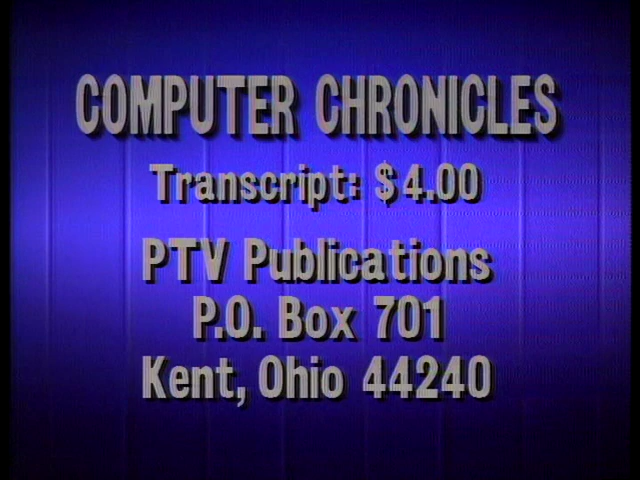 COMPUTER CHRONICLES
Transcript: $4.00
PTV Publications
P.O. Box 701
Kent, Ohio 44240